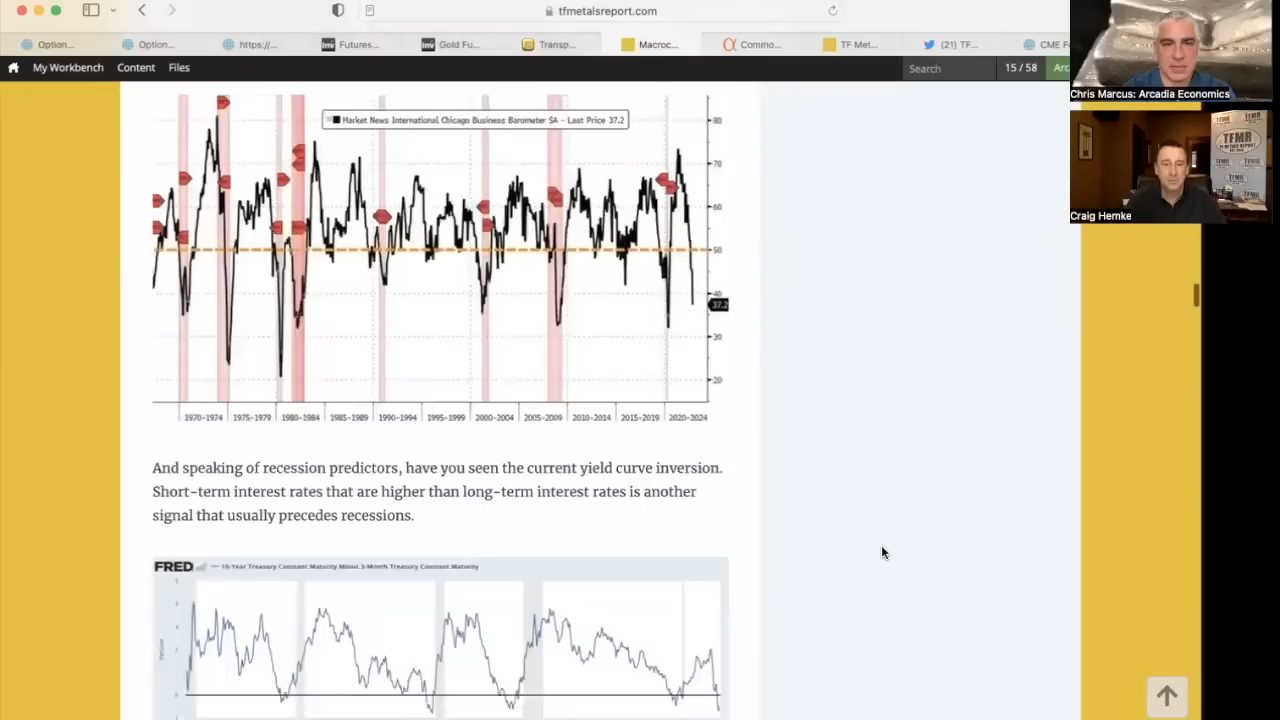 tfmetalsreport.com
Option...
Option...
https://...
Futures...
Gold Fu...
Transp...
Macroc...
Commo...
TF Met...
(21) TF...
CME F
My Workbench
Content
Files
Search
15 / 58
Arc
Chris Marcus: Arcadia Economics
TFMR
Craig Hemke
Market News International Chicago Business Barometer SA - Last Price 37.2
80
70
60
50
40
37.2
30
20
1970-1974 1975-1979 1980-1984 1985-1989 1990-1994 1995-1999 2000-2004 2005-2009 2010-2014 2015-2019 2020-2024
And speaking of recession predictors, have you seen the current yield curve inversion.
Short-term interest rates that are higher than long-term interest rates is another
signal that usually precedes recessions.
FRED — 10-Year Treasury Constant Maturity Minus 3-Month Treasury Constant Maturity